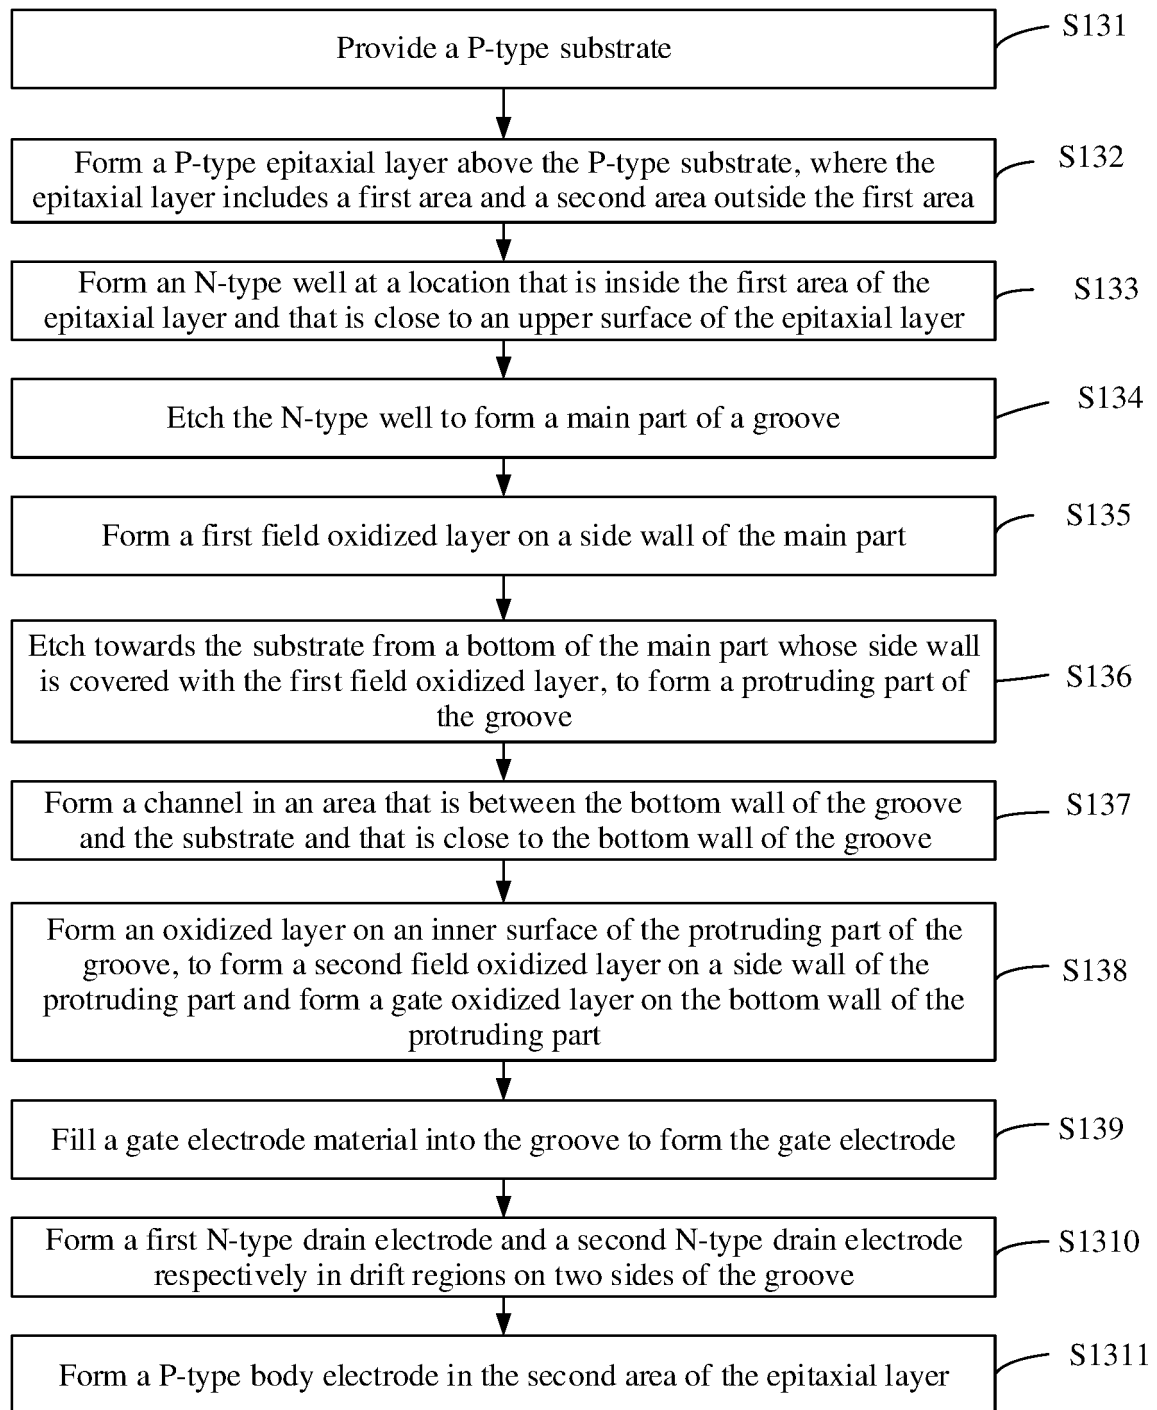 Provide a P-type substrate
S131
Form a P-type epitaxial layer above the P-type substrate, where the
epitaxial layer includes a first area and a second area outside the first area
S132
Form an N-type well at a location that is inside the first area of the
epitaxial layer and that is close to an upper surface of the epitaxial layer
S133
Etch the N-type well to form a main part of a groove
S134
Form a first field oxidized layer on a side wall of the main part
S135
Etch towards the substrate from a bottom of the main part whose side wall
is covered with the first field oxidized layer, to form a protruding part of
the groove
S136
Form a channel in an area that is between the bottom wall of the groove
and the substrate and that is close to the bottom wall of the groove
S137
Form an oxidized layer on an inner surface of the protruding part of the
groove, to form a second field oxidized layer on a side wall of the
protruding part and form a gate oxidized layer on the bottom wall of the
protruding part
S138
Fill a gate electrode material into the groove to form the gate electrode
S139
Form a first N-type drain electrode and a second N-type drain electrode
respectively in drift regions on two sides of the groove
S1310
Form a P-type body electrode in the second area of the epitaxial layer
S1311